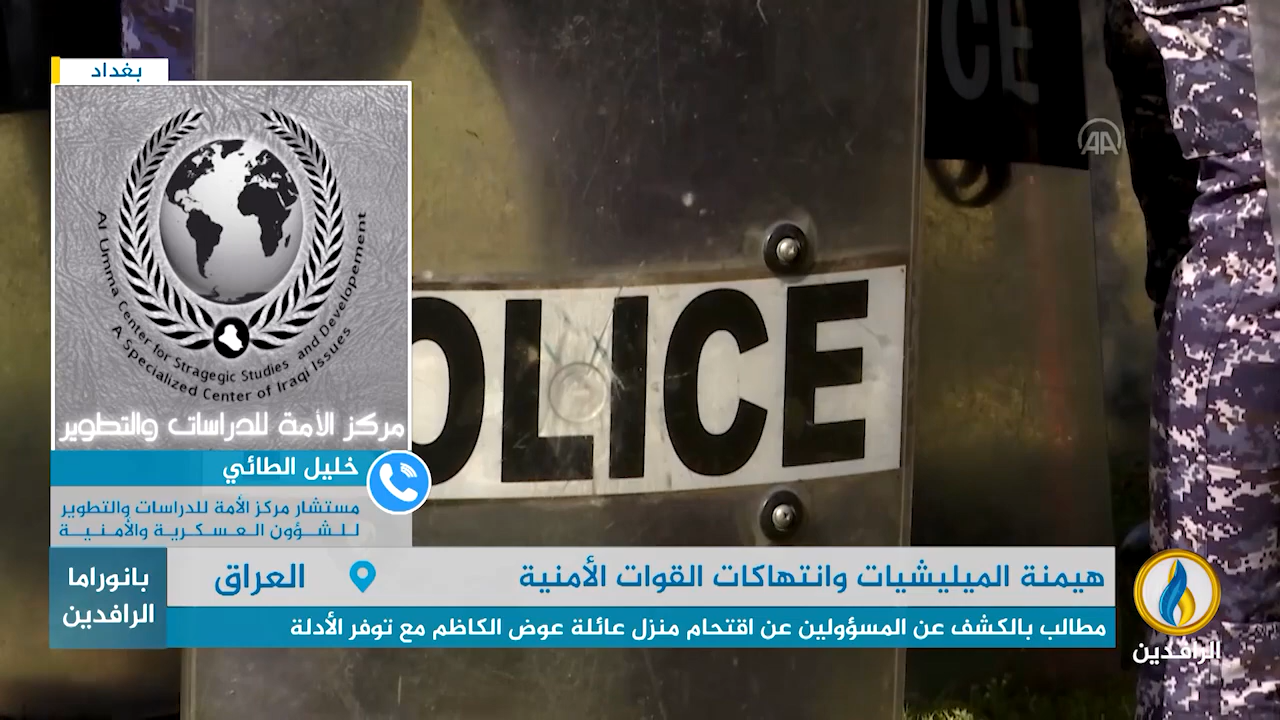 بغداد
CE
AA
Al Umma Center for Stragegic Studies and Developement
A Specialized Center of Iraqi Issues
مركز الأمة للدراسات والتطوير
OLICE
خليل الطائي
مستشار مركز الأمة للدراسات والتطوير
للشؤون العسكرية والأمنية
هيمنة الميليشيات وانتهاكات القوات الأمنية
العراق
بانوراما
الرافدين
مطالب بالكشف عن المسؤولين عن اقتحام منزل عائلة عوض الكاظم مع توفر الأدلة
الرافدين